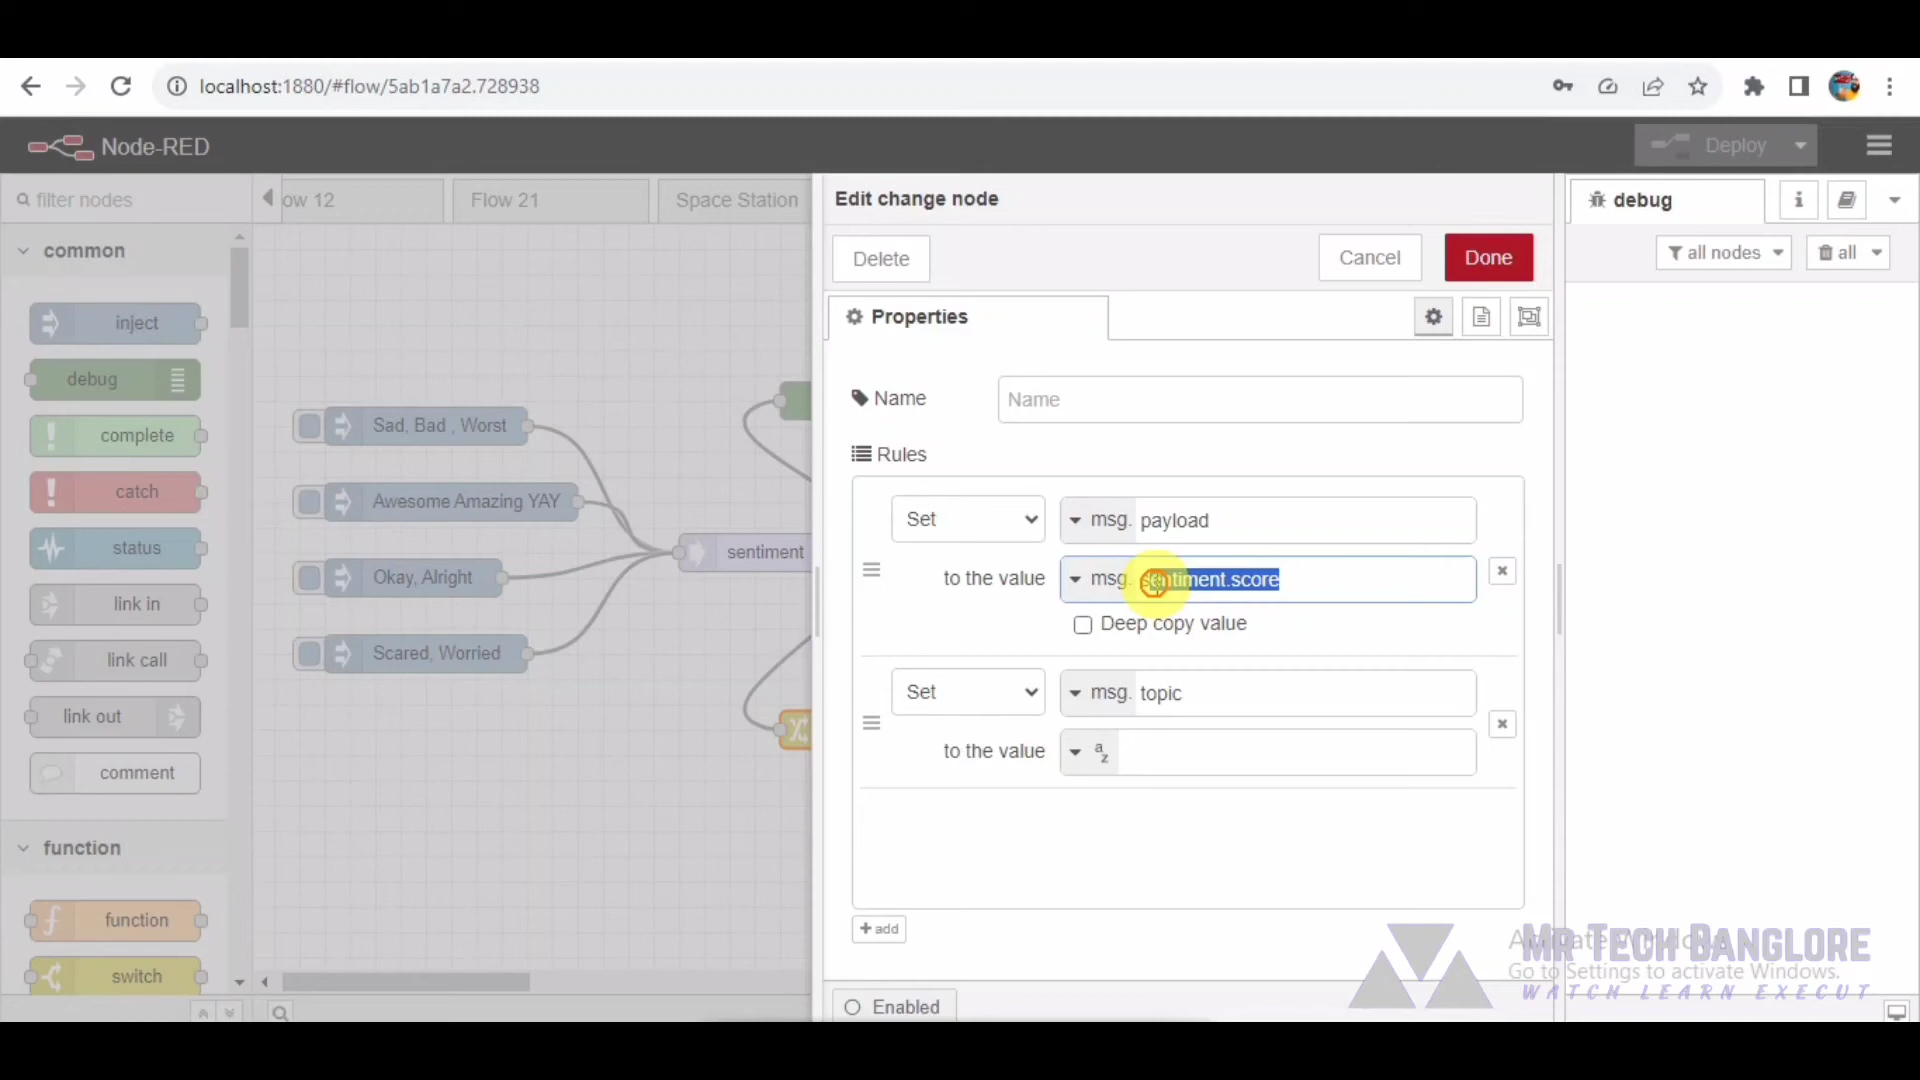 localhost:1880/#flow/5ab1a7a2.728938
Node-RED
Deploy
filter nodes
ow 12
Flow 21
Space Station
Edit change node
debug
Delete
Cancel
Done
all nodes
all
common
inject
debug
complete
catch
status
link in
link call
link out
comment
function
function
switch
Sad, Bad , Worst
Awesome Amazing YAY
Okay, Alright
Scared, Worried
sentiment
Properties
Name
Name
Rules
Set
msg. payload
to the value
msg. sentiment.score
Deep copy value
Set
msg. topic
to the value
a
z
add
Enabled
Mr Tech Banglore
Activate Windows
Go to Settings to activate Windows.
WATCH LEARN EXECUT